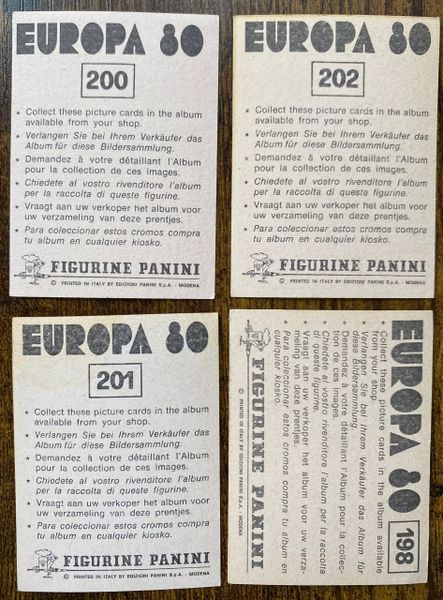 EUROPA 80
200
• Collect these picture cards in the album
available from your shop.
• Verlangen Sie bei Ihrem Verkäufer das
Album für diese Bildersammlung.
• Demandez à votre détaillant l'Album
pour la collection de ces images.
• Chiedete al vostro rivenditore l'album
per la raccolta di queste figurine.
• Vraagt aan uw verkoper het album voor
uw verzameling van deze prentjes.
• Para coleccionar estos cromos compra
tu album en cualquier kiosko.
FIGURINE PANINI
© PRINTED IN ITALY BY EDIZIONI PANINI S.p.A. - MODENA
EUROPA 80
202
• Collect these picture cards in the album
available from your shop.
• Verlangen Sie bei Ihrem Verkäufer das
Album für diese Bildersammlung.
• Demandez à votre détaillant l'Album
pour la collection de ces images.
• Chiedete al vostro rivenditore l'album
per la raccolta di queste figurine.
• Vraagt aan uw verkoper het album voor
uw verzameling van deze prentjes.
• Para coleccionar estos cromos compra
tu album en cualquier kiosko.
FIGURINE PANINI
© PRINTED IN ITALY BY EDIZIONI PANINI S.p.A. - MODENA
EUROPA 80
201
• Collect these picture cards in the album
available from your shop.
• Verlangen Sie bei Ihrem Verkäufer das
Album für diese Bildersammlung.
• Demandez à votre détaillant l'Album
pour la collection de ces images.
• Chiedete al vostro rivenditore l'album
per la raccolta di queste figurine.
• Vraagt aan uw verkoper het album voor
uw verzameling van deze prentjes.
• Para coleccionar estos cromos compra
tu album en cualquier kiosko.
FIGURINE PANINI
© PRINTED IN ITALY BY EDIZIONI PANINI S.p.A. - MODENA
EUROPA 80
198
• Collect these picture cards in the album available
from your shop.
• Verlangen Sie bei Ihrem Verkäufer das Album für
diese Bildersammlung.
• Demandez à votre détaillant l'Album pour la collec-
tion de ces images.
• Chiedete al vostro rivenditore l'album per la raccolta
di queste figurine.
• Vraagt aan uw verkoper het album voor uw verza-
meling van deze prentjes.
• Para coleccionar estos cromos compra tu album en
cualquier kiosko.
FIGURINE PANINI
© PRINTED IN ITALY BY EDIZIONI PANINI S.p.A. - MODENA